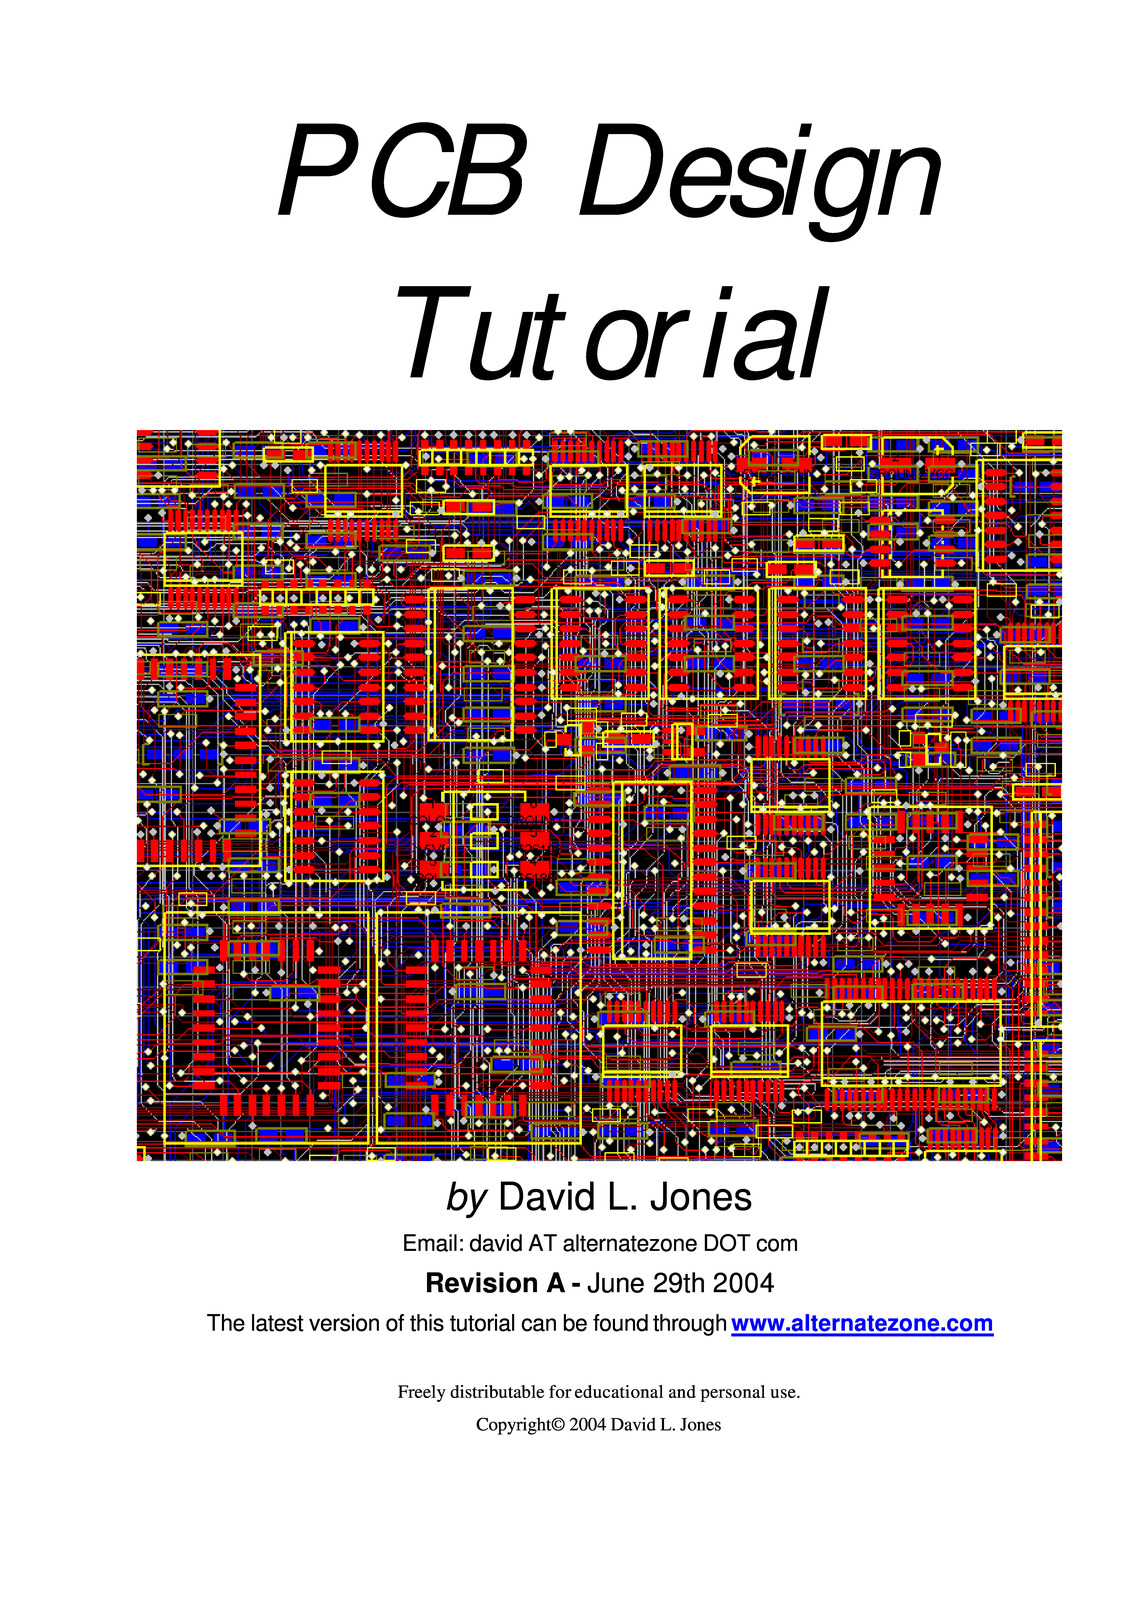 PCB Design
Tutorial
by David L. Jones
Email: david AT alternatezone DOT com
Revision A - June 29th 2004
The latest version of this tutorial can be found through www.alternatezone.com
Freely distributable for educational and personal use.
Copyright© 2004 David L. Jones